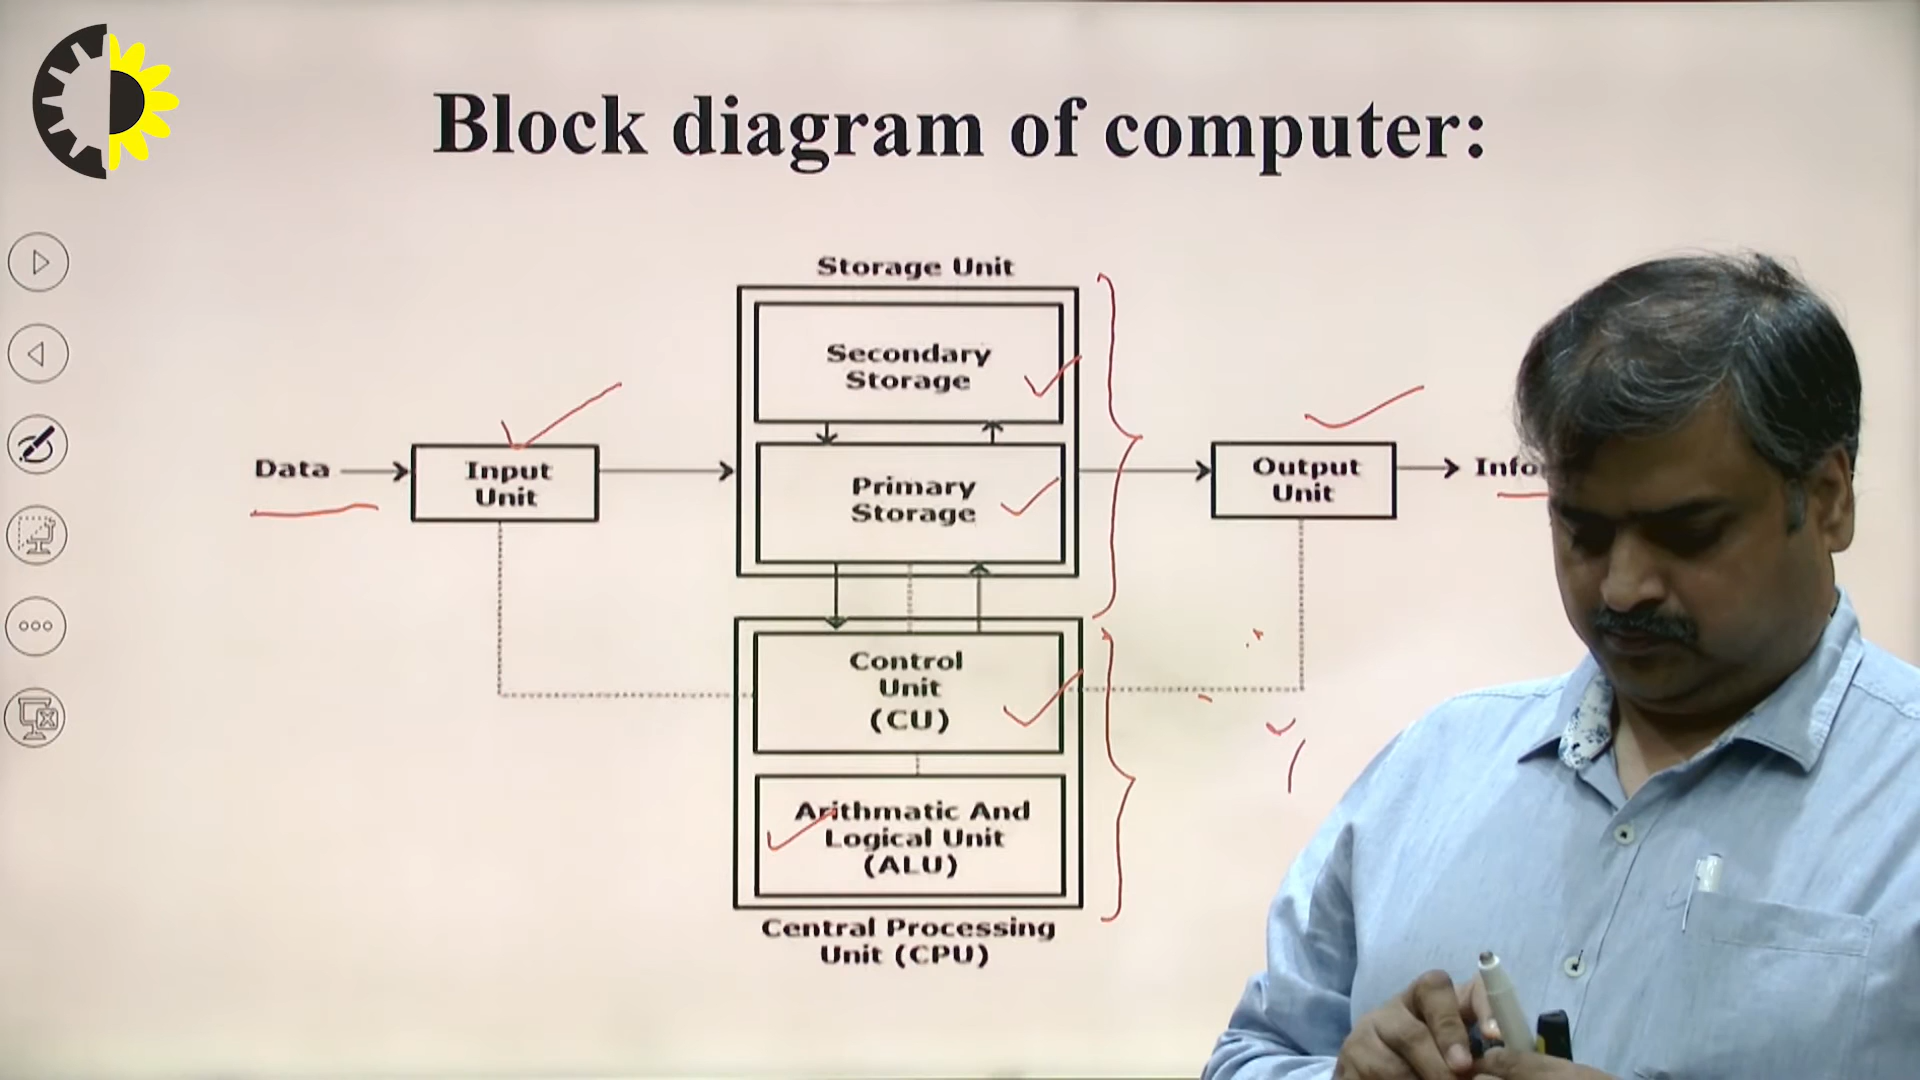 Block diagram of computer:
Storage Unit
Secondary
Storage
Data
Input
Unit
Primary
Storage
Output
Unit
Info
Control
Unit
(CU)
Arithmatic And
Logical Unit
(ALU)
Central Processing
Unit (CPU)